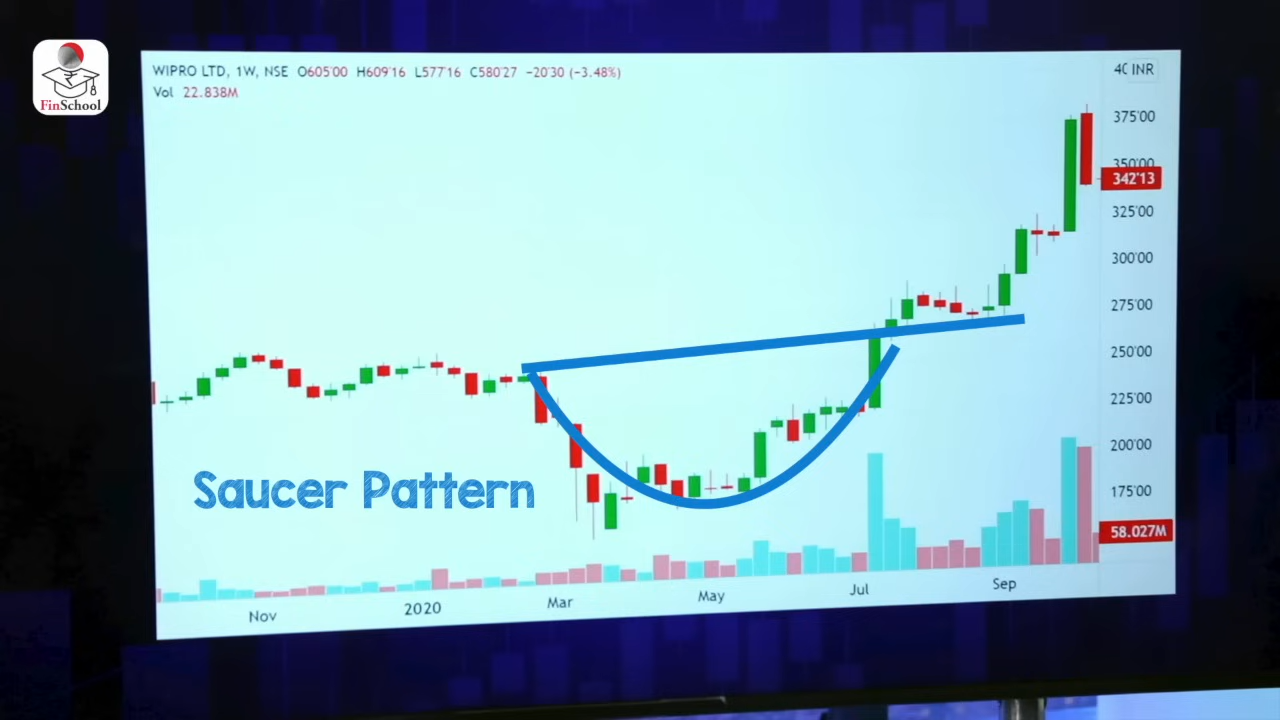 FinSchool
WIPRO LTD, 1W, NSE O605'00 H609'16 L577'16 C580'27 −20'30 (−3.48%)
Vol 22.838M
INR
375'00
350'00
342'13
325'00
300'00
275'00
250'00
225'00
200'00
175'00
58.027M
Saucer Pattern
Nov 2020 Mar May Jul Sep